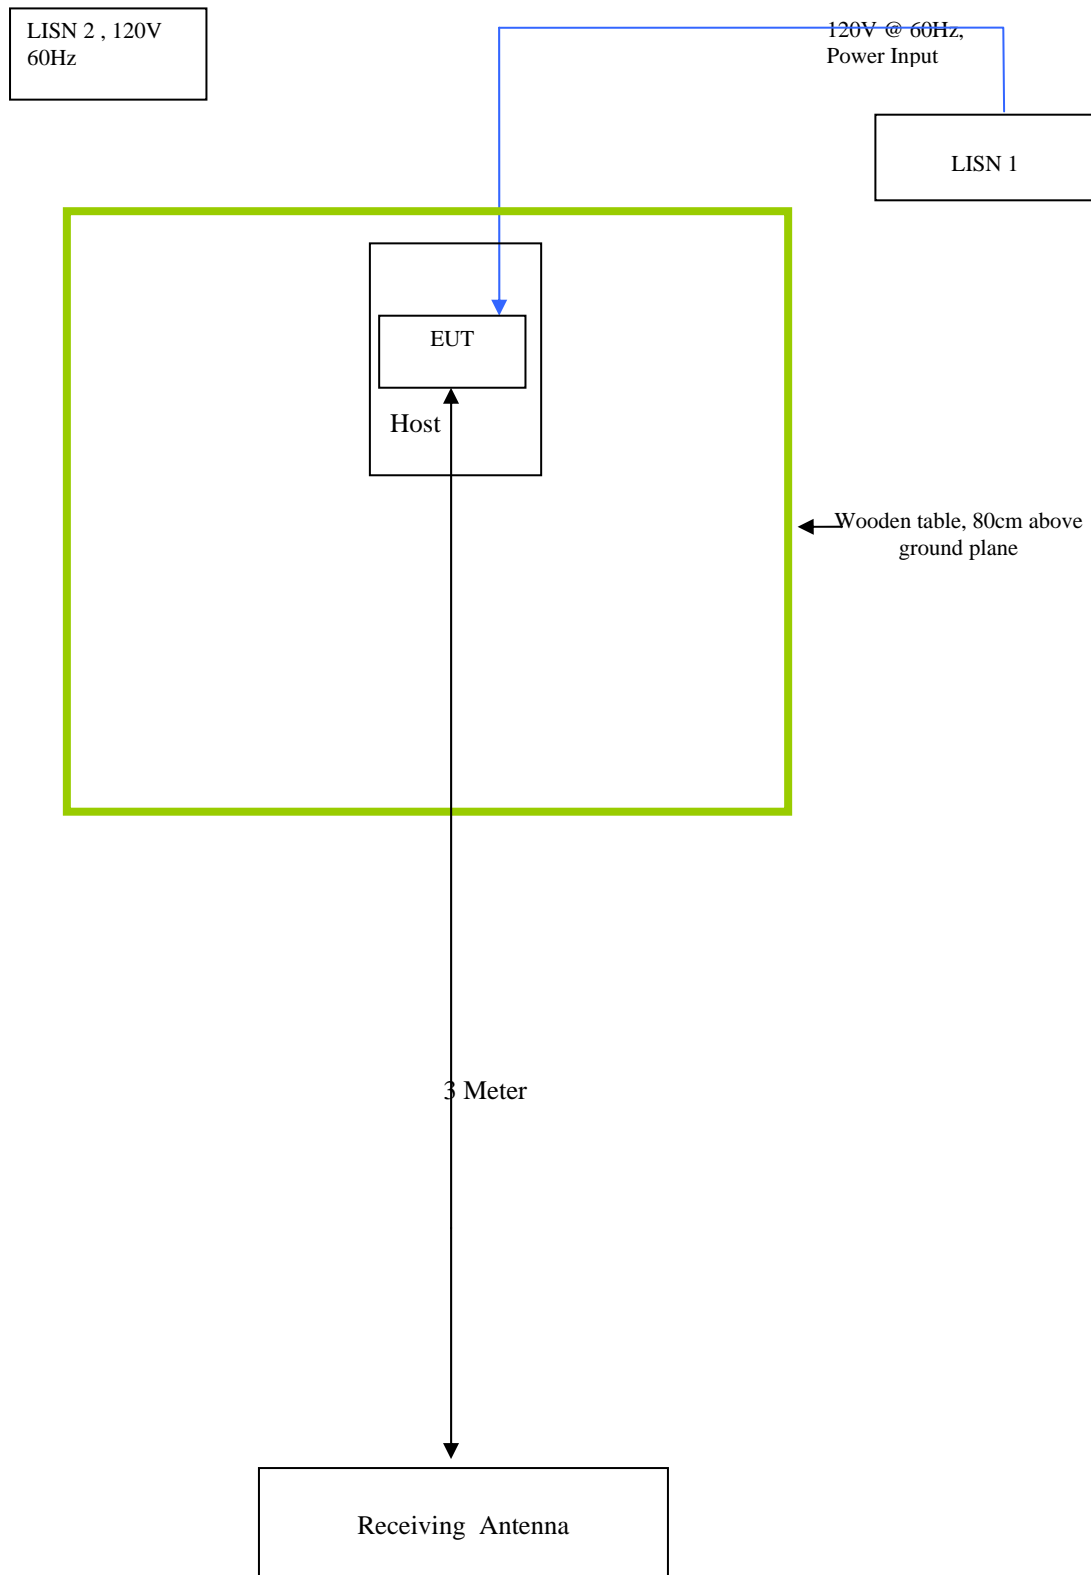 LISN 2 , 120V
60Hz
120V @ 60Hz,
Power Input
LISN 1
EUT
Host
Wooden table, 80cm above
ground plane
3 Meter
Receiving Antenna